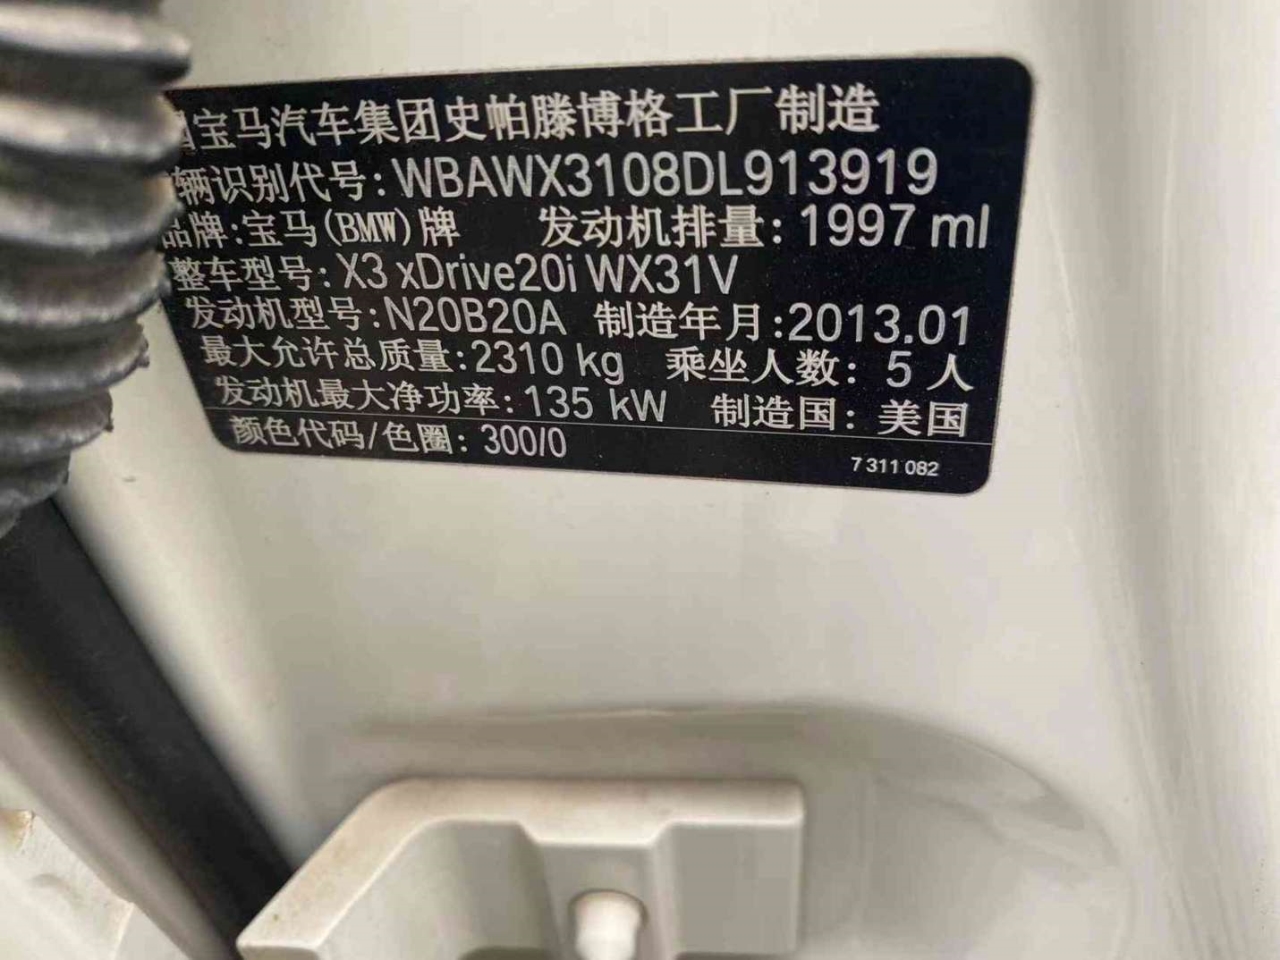 宝马汽车集团史帕滕博格工厂制造
辆识别代号:WBAWX3108DL913919
品牌:宝马(BMW)牌 发动机排量:1997 ml
整车型号:X3 xDrive20i WX31V
发动机型号:N20B20A 制造年月:2013.01
最大允许总质量:2310 kg 乘坐人数: 5 人
发动机最大净功率:135 kW 制造国: 美国
颜色代码/色圈: 300/0
7 311 082